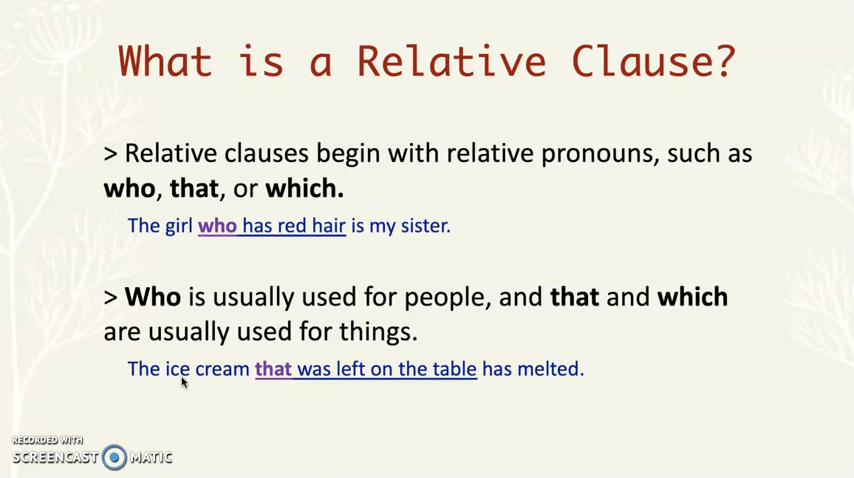 What is a Relative Clause?
> Relative clauses begin with relative pronouns, such as
who, that, or which.
The girl who has red hair is my sister.
> Who is usually used for people, and that and which
are usually used for things.
The ice cream that was left on the table has melted.
RECORDED WITH
SCREENCAST MATIC